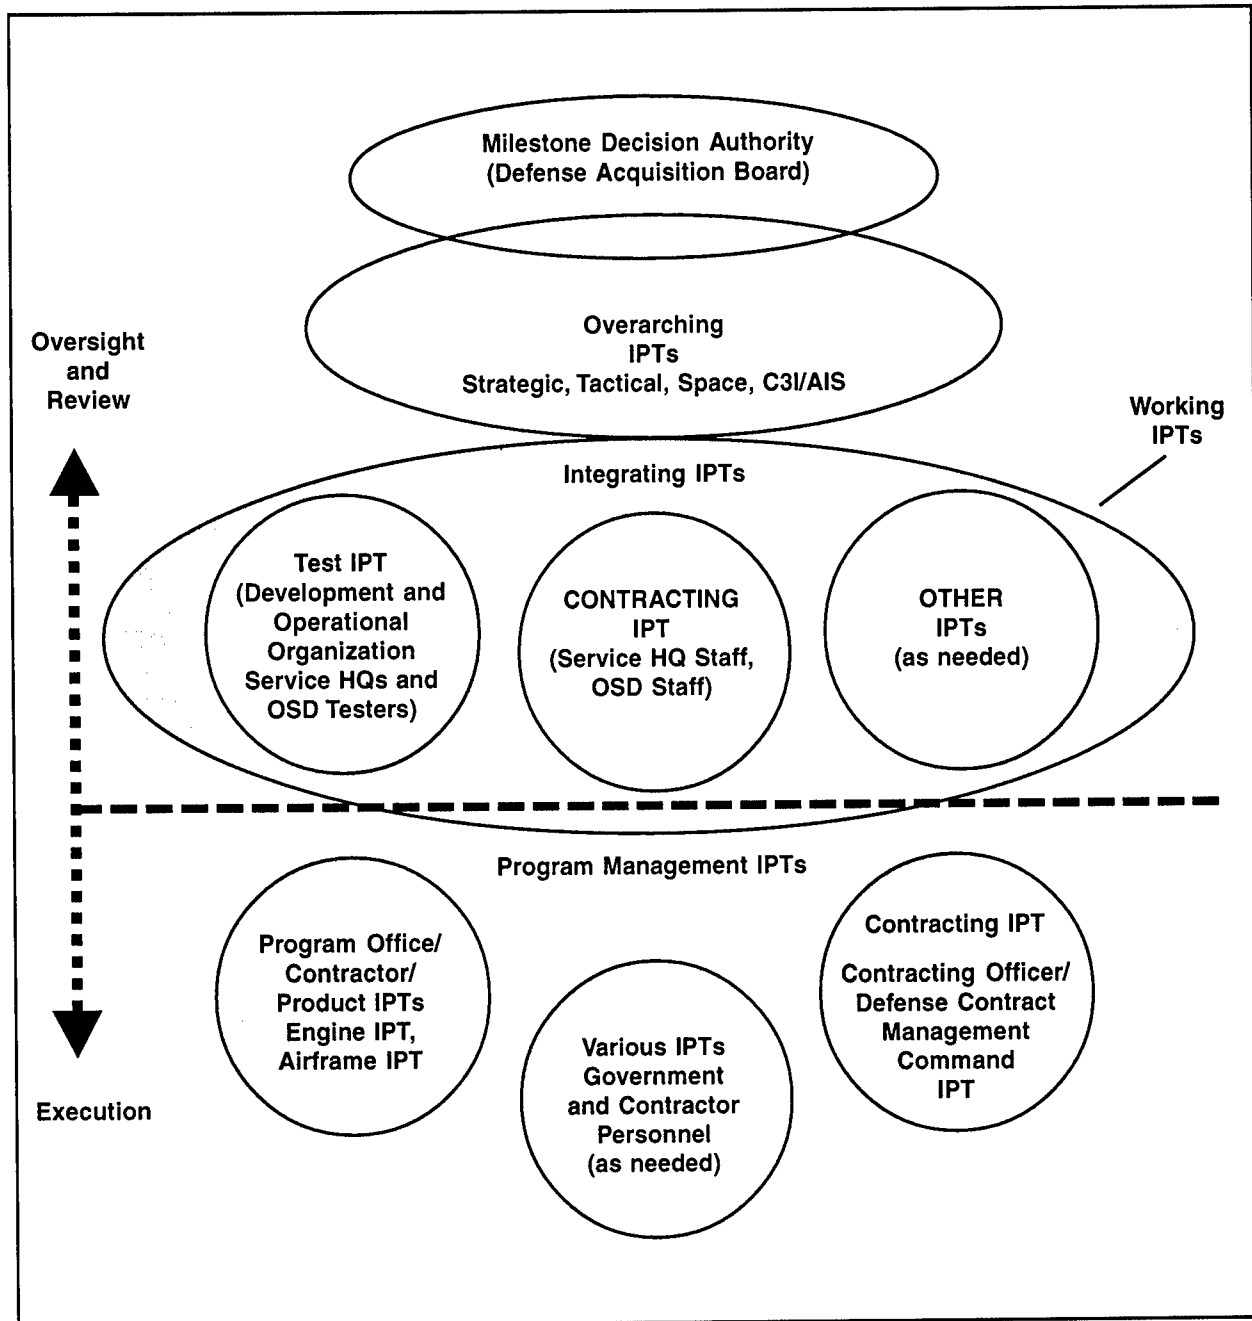 Milestone Decision Authority
(Defense Acquisition Board)
Overarching
IPTs
Strategic, Tactical, Space, C3I/AIS
Oversight
and
Review
Working
IPTs
Integrating IPTs
Test IPT
(Development and
Operational
Organization
Service HQs and
OSD Testers)
CONTRACTING
IPT
(Service HQ Staff,
OSD Staff)
OTHER
IPTs
(as needed)
Program Management IPTs
Program Office/
Contractor/
Product IPTs
Engine IPT,
Airframe IPT
Various IPTs
Government
and Contractor
Personnel
(as needed)
Contracting IPT
Contracting Officer/
Defense Contract
Management
Command
IPT
Execution